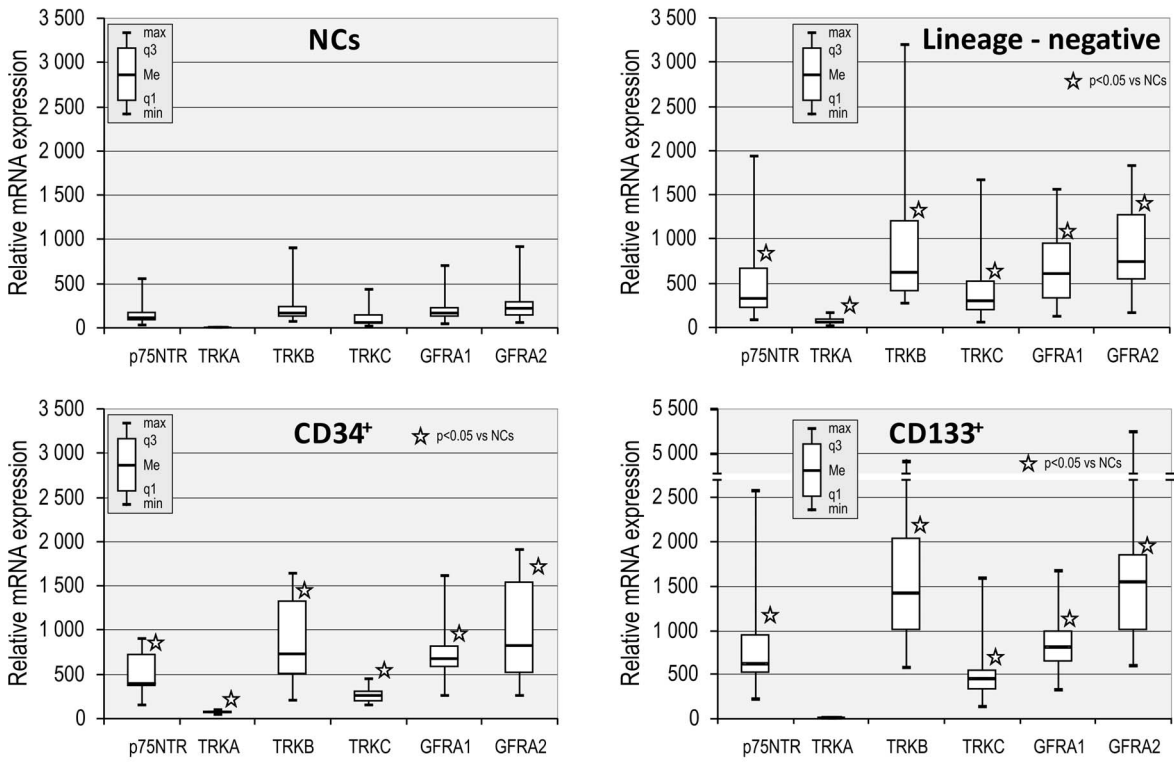 NCs
max
q3
Me
q1
min
Relative mRNA expression
3 500
3 000
2 500
2 000
1 500
1 000
500
0
p75NTR TRKA TRKB TRKC GFRA1 GFRA2
Lineage - negative
p<0.05 vs NCs
max
q3
Me
q1
min
Relative mRNA expression
3 500
3 000
2 500
2 000
1 500
1 000
500
0
p75NTR TRKA TRKB TRKC GFRA1 GFRA2
CD34+
p<0.05 vs NCs
max
q3
Me
q1
min
Relative mRNA expression
3 500
3 000
2 500
2 000
1 500
1 000
500
0
p75NTR TRKA TRKB TRKC GFRA1 GFRA2
CD133+
p<0.05 vs NCs
max
q3
Me
q1
min
Relative mRNA expression
5 500
5 000
2 500
2 000
1 500
1 000
500
0
p75NTR TRKA TRKB TRKC GFRA1 GFRA2